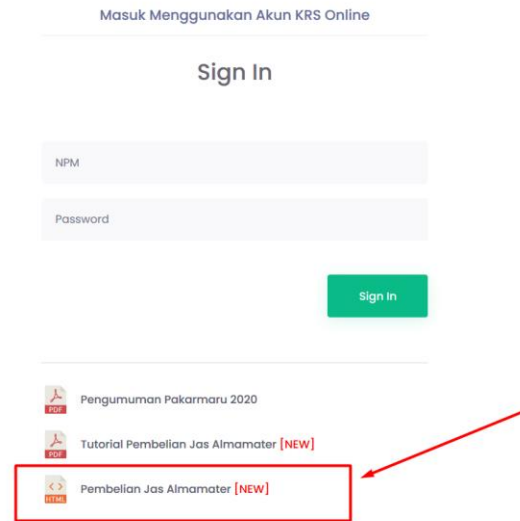 Masuk Menggunakan Akun KRS Online
Sign In
NPM
Password
Sign In
PDF
Pengumuman Pakarmaru 2020
PDF
Tutorial Pembelian Jas Almamater [NEW]
<> HTML
Pembelian Jas Almamater [NEW]